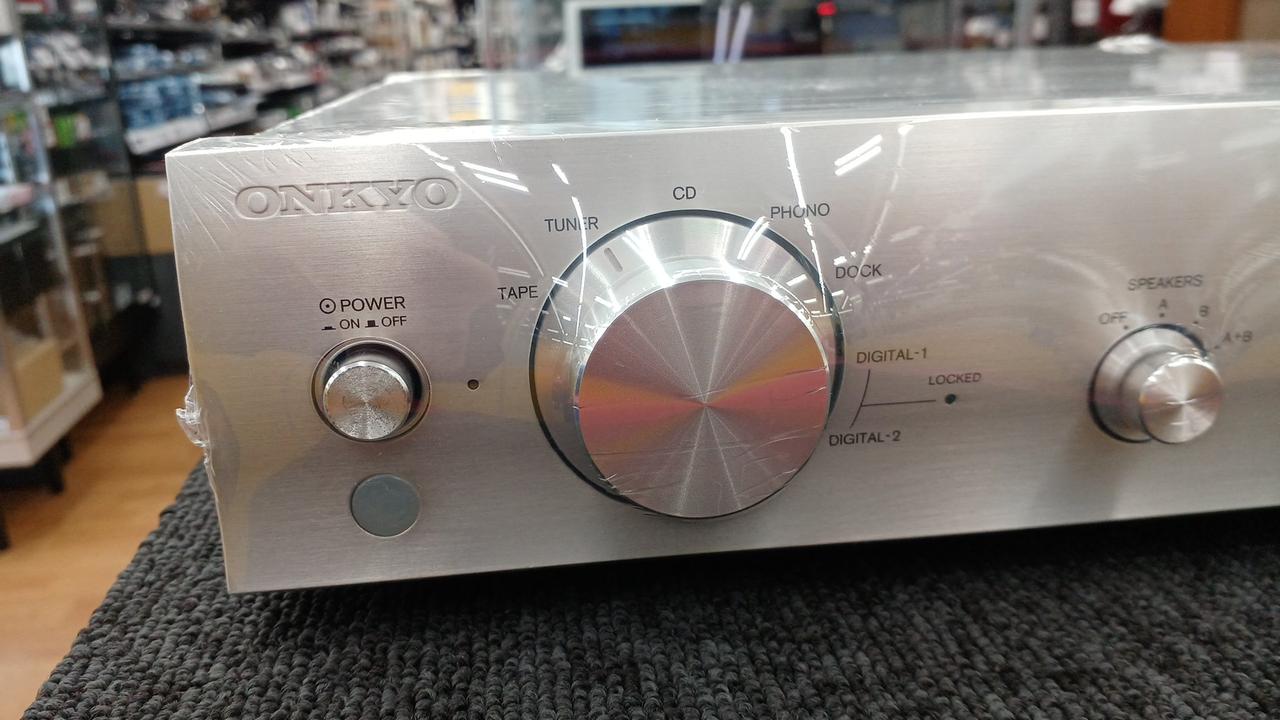 ONKYO
POWER
ON OFF
TAPE
TUNER
CD
PHONO
DOCK
DIGITAL-1
LOCKED
DIGITAL-2
SPEAKERS
OFF
A
B
A+B